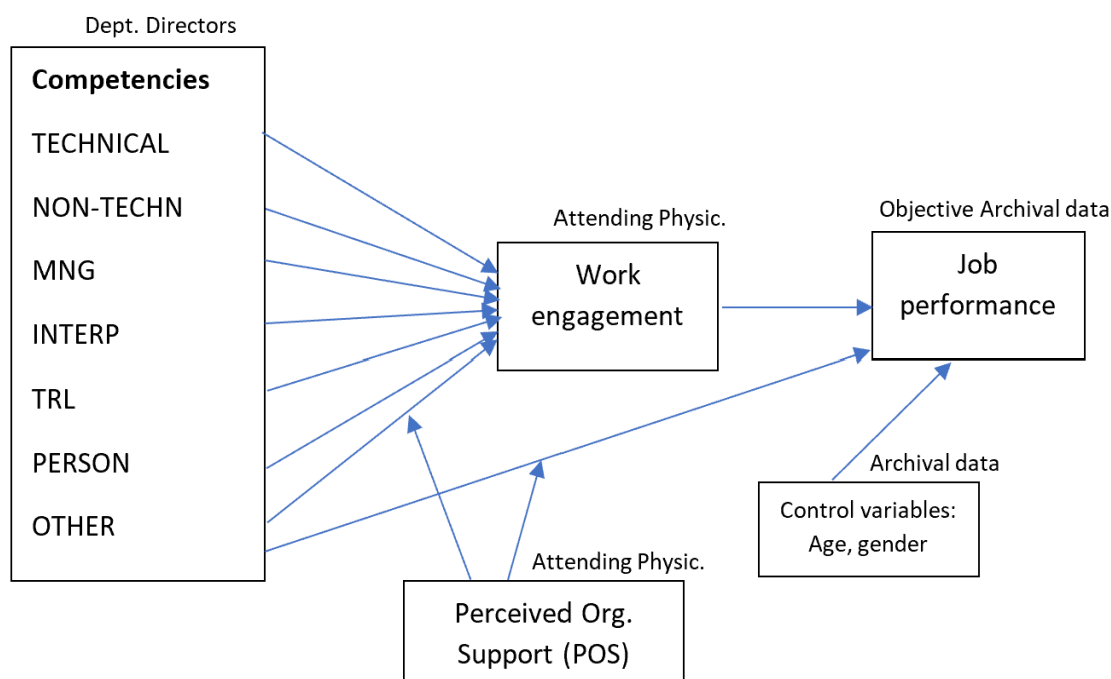 Dept. Directors
Competencies
TECHNICAL
NON-TECHN
MNG
INTERP
TRL
PERSON
OTHER
Attending Physic.
Work
engagement
Objective Archival data
Job
performance
Archival data
Control variables:
Age, gender
Attending Physic.
Perceived Org.
Support (POS)